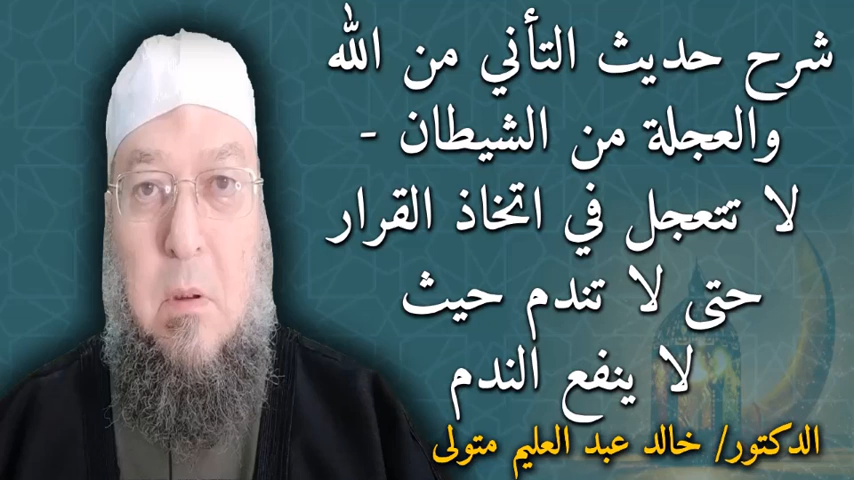 شرح حديث التأني من الله
والعجلة من الشيطان -
لا تتعجل في اتخاذ القرار
حتى لا تندم حيث
لا ينفع الندم
الدكتور/ خالد عبد العليم متولى